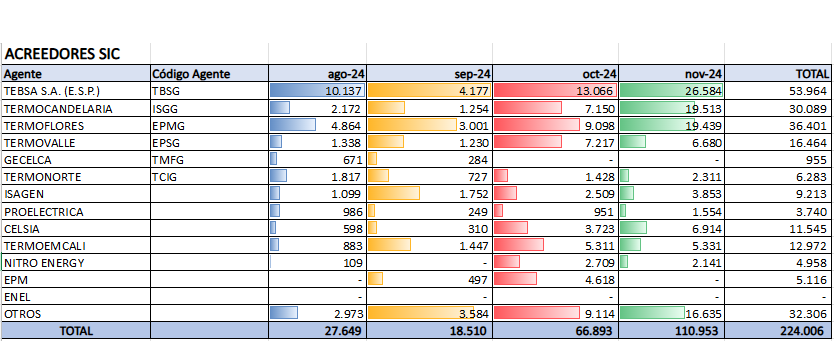 ACREEDORES SIC
Agente Código Agente ago-24 sep-24 oct-24 nov-24 TOTAL
TEBSA S.A. (E.S.P.) TBSG 10.137 4.177 13.066 26.584 53.964
TERMOCANDELARIA ISGG 2.172 1.254 7.150 19.513 30.089
TERMOFLORES EPMG 4.864 3.001 9.098 19.439 36.401
TERMOVALLE EPSG 1.338 1.230 7.217 6.680 16.464
GECELCA TMFG 671 284 - - 955
TERMONORTE TCIG 1.817 727 1.428 2.311 6.283
ISAGEN 1.099 1.752 2.509 3.853 9.213
PROELECTRICA 986 249 951 1.554 3.740
CELSIA 598 310 3.723 6.914 11.545
TERMOEMCALI 883 1.447 5.311 5.331 12.972
NITRO ENERGY 109 - 2.709 2.141 4.958
EPM - 497 4.618 - 5.116
ENEL - - - - -
OTROS 2.973 3.584 9.114 16.635 32.306
TOTAL 27.649 18.510 66.893 110.953 224.006